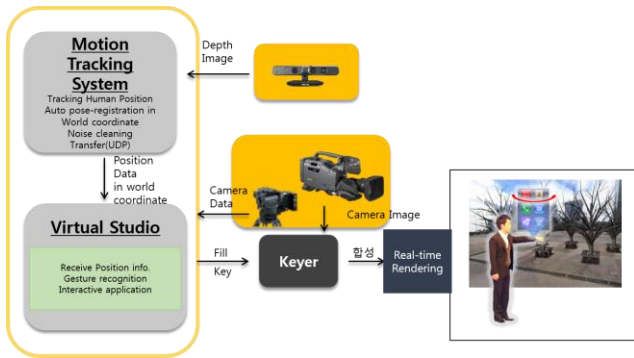 Motion
Tracking
System
Tracking Human Position
Auto pose-registration in
World coordinate
Noise cleaning
Transfer(UDP)
Depth
Image
Position
Data
in world
coordinate
Camera
Data
Camera Image
Virtual Studio
Receive Position info.
Gesture recognition
Interactive application
Fill
Key
Keyer
합성
Real-time
Rendering